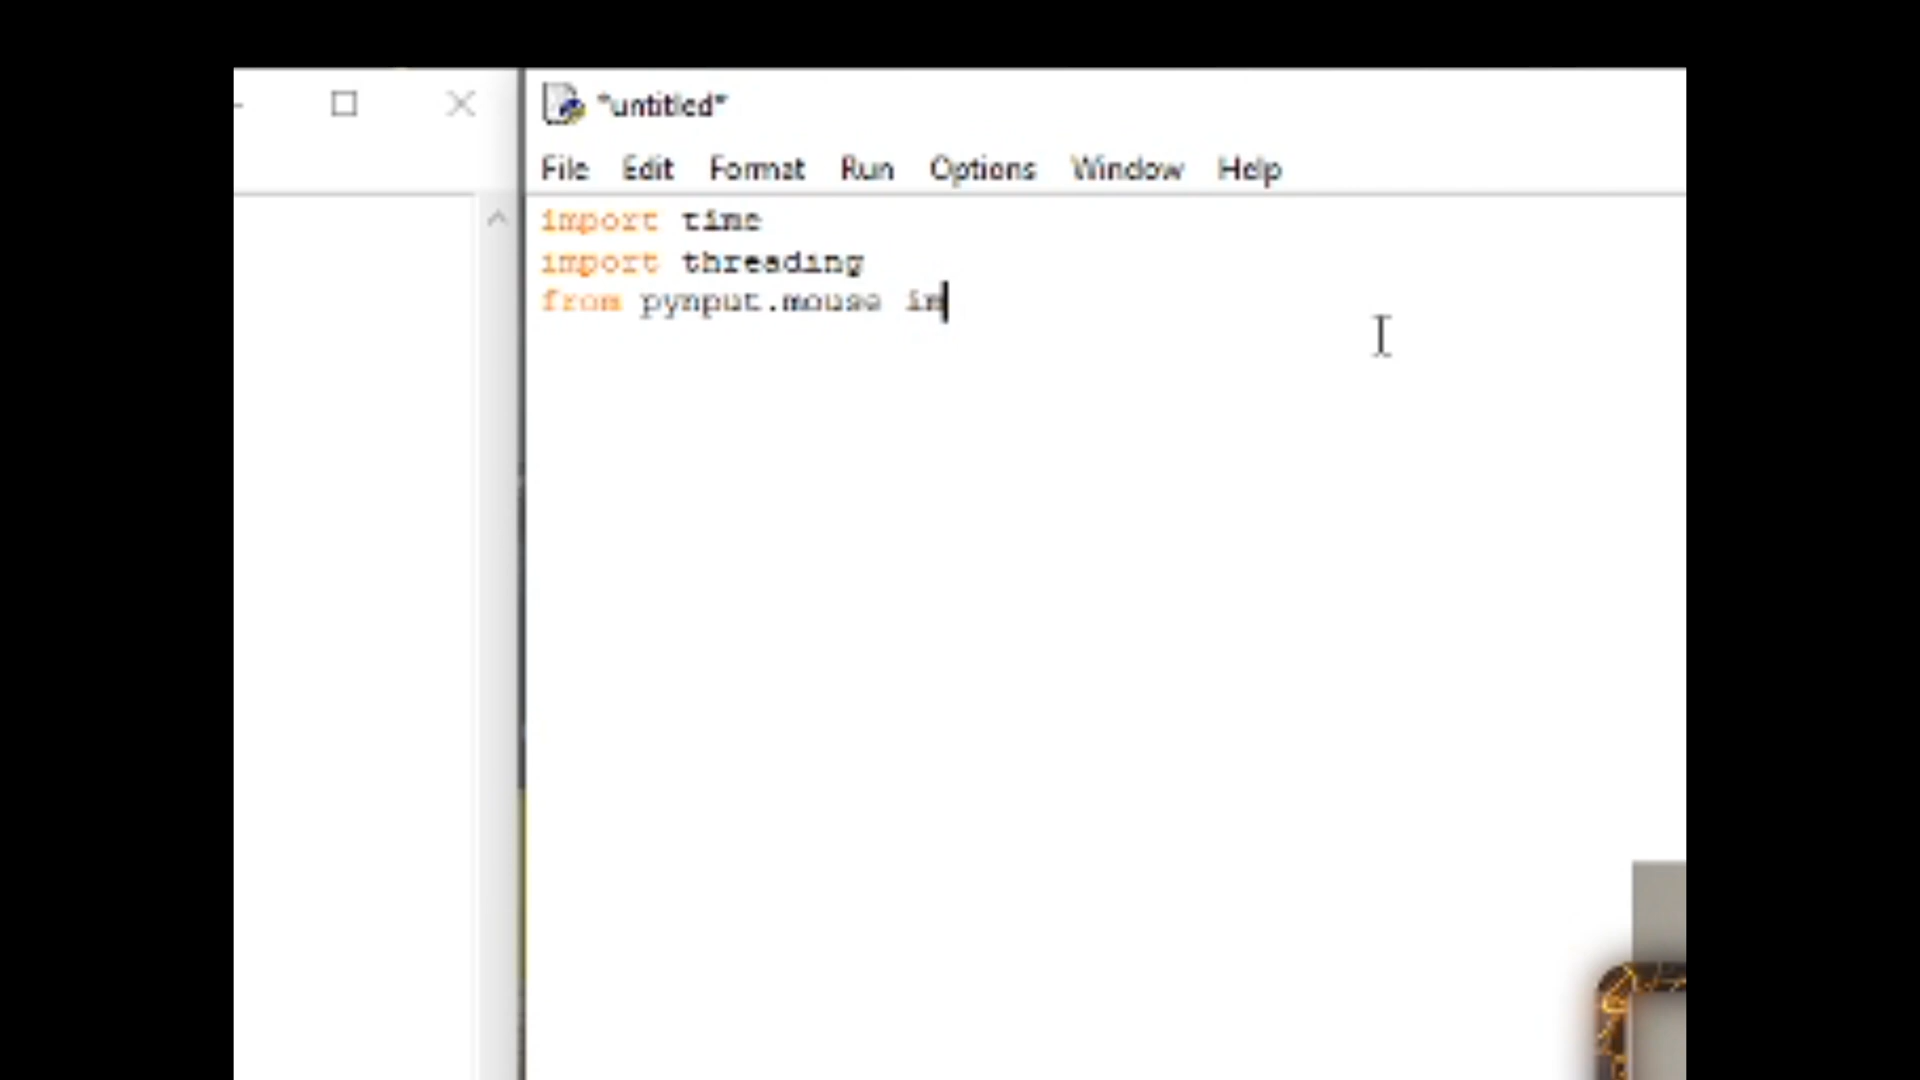 *untitled*
File Edit Format Run Options Window Help
import time
import threading
from pynput.mouse im